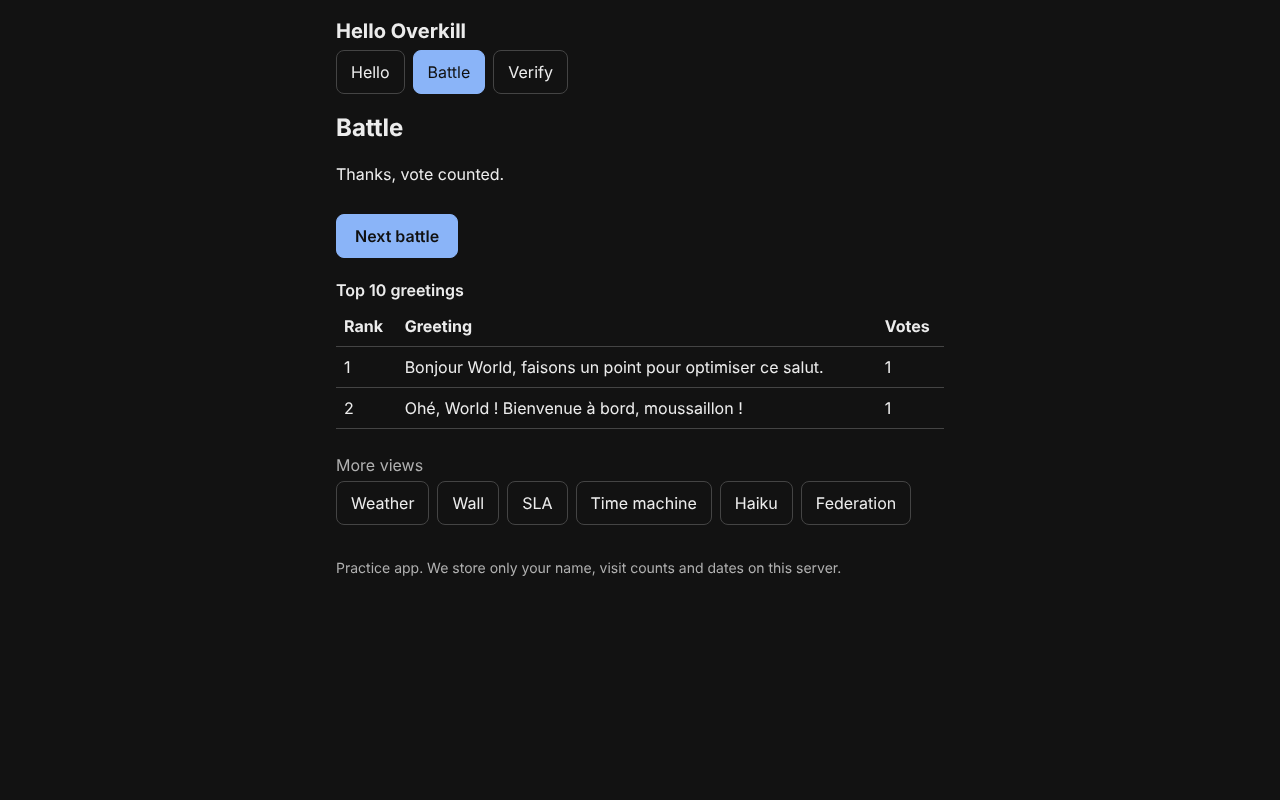 Hello Overkill
Hello Battle Verify
Battle
Thanks, vote counted.
Next battle
Top 10 greetings
Rank Greeting Votes
1 Bonjour World, faisons un point pour optimiser ce salut. 1
2 Ohé, World ! Bienvenue à bord, moussaillon ! 1
More views
Weather Wall SLA Time machine Haiku Federation
Practice app. We store only your name, visit counts and dates on this server.